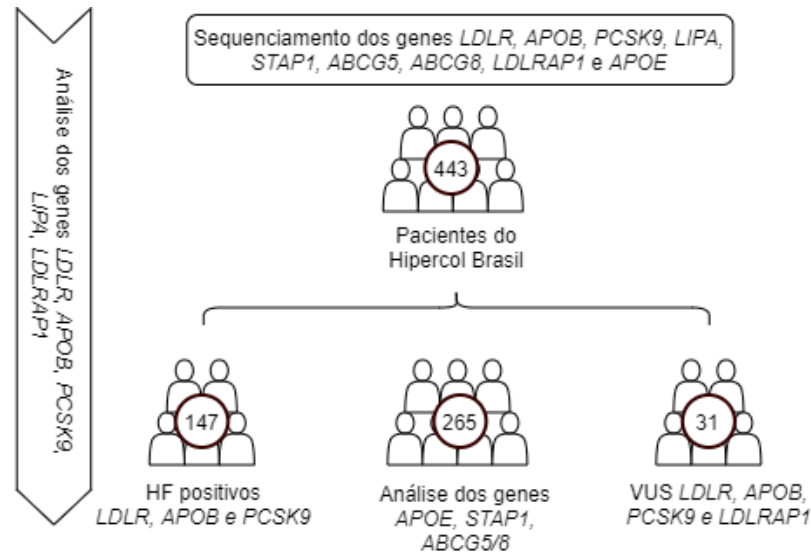 Sequenciamento dos genes LDLR, APOB, PCSK9, LIPA,
STAP1, ABCG5, ABCG8, LDLRAP1 e APOE
Análise dos genes LDLR, APOB, PCSK9,
LIPA, LDLRAP1
443
Pacientes do
Hipercol Brasil
147
HF positivos
LDLR, APOB e PCSK9
265
Análise dos genes
APOE, STAP1,
ABCG5/8
31
VUS LDLR, APOB,
PCSK9 e LDLRAP1